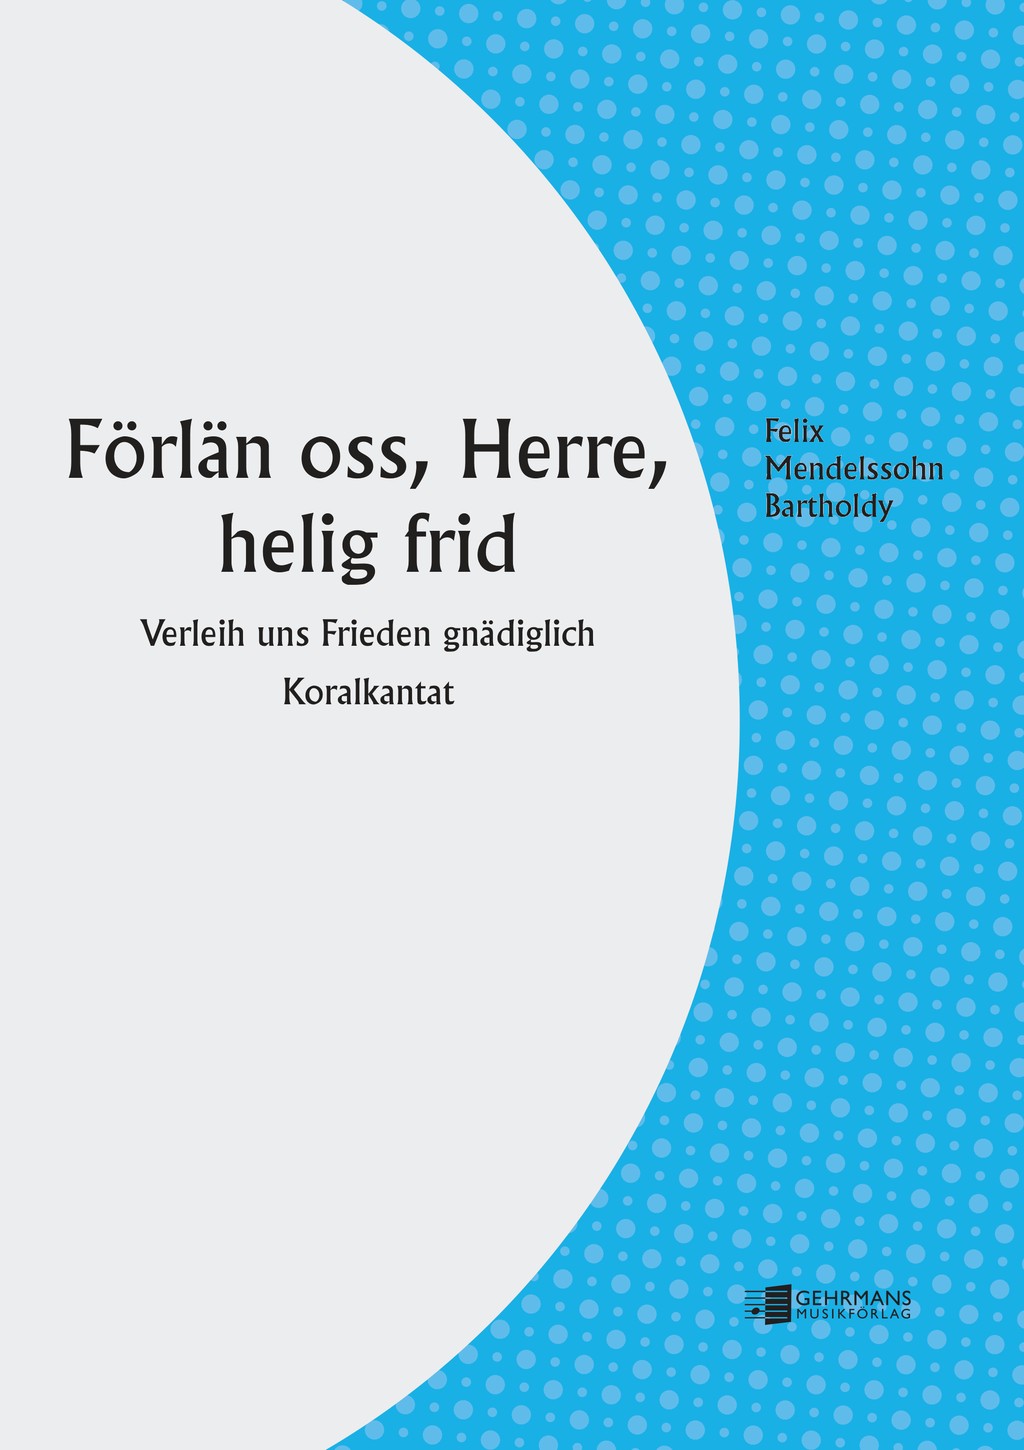 Förlän oss, Herre,
helig frid
Verleih uns Frieden gnädiglich
Koralkantat
Felix
Mendelssohn
Bartholdy
GEHRMANS
MUSIKFÖRLAG